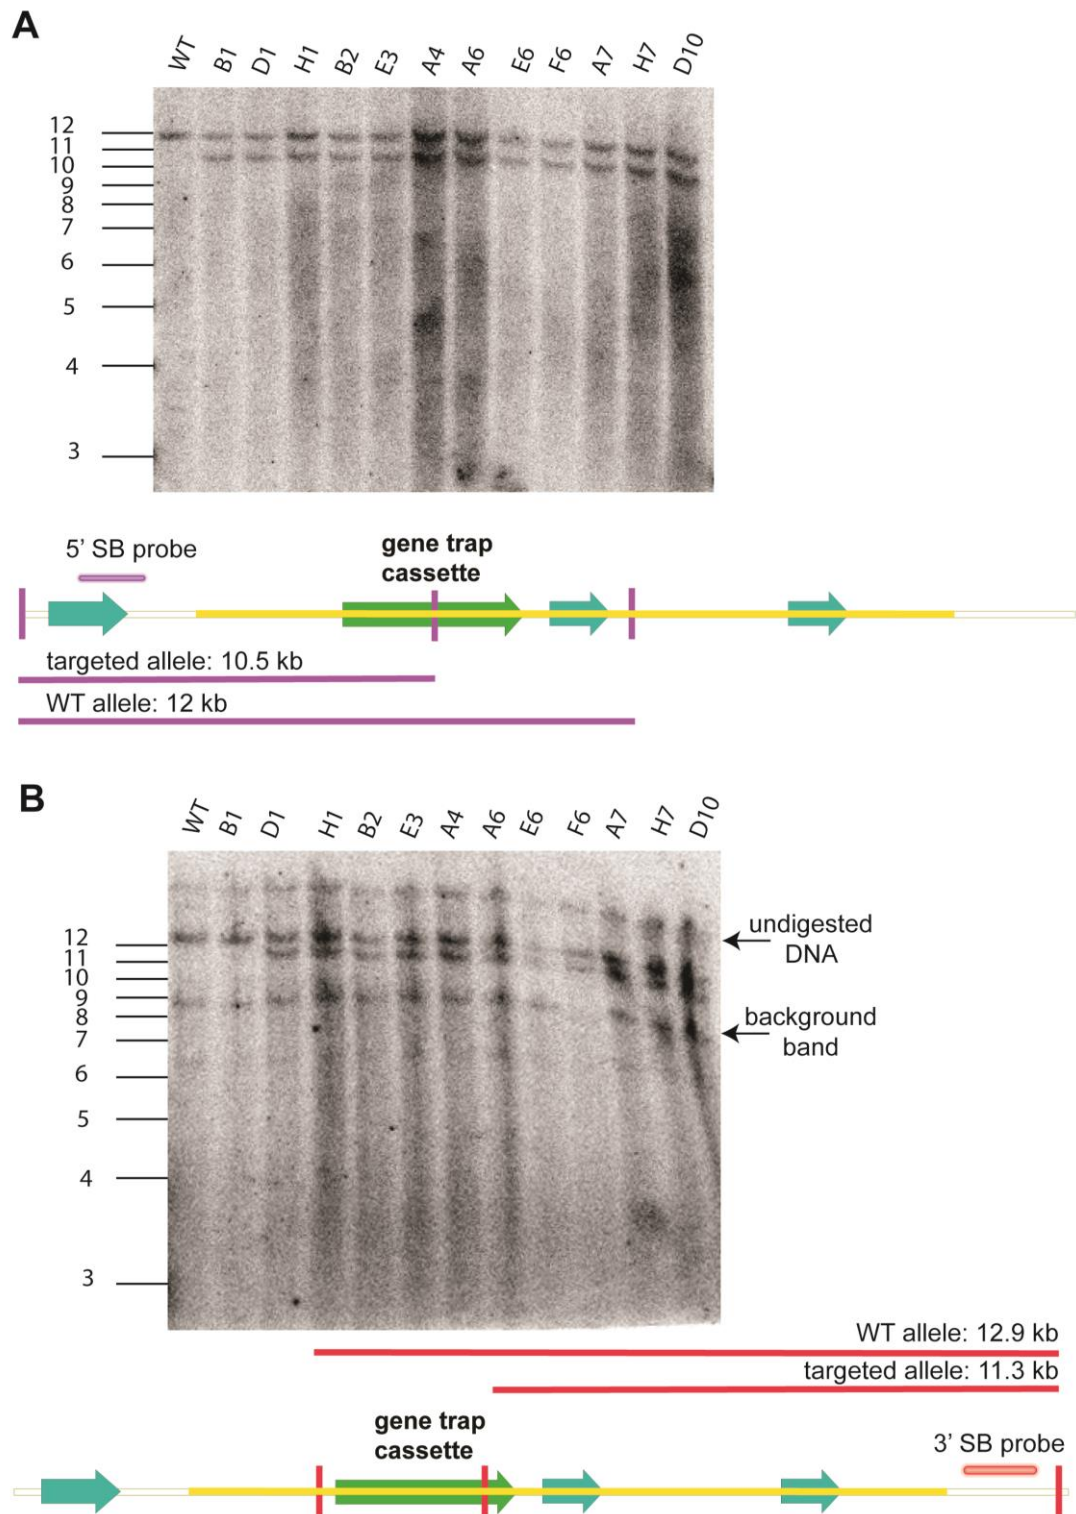 A
WT B1 D1 H1 B2 E3 A4 A6 E6 F6 A7 H7 D10
12
11
10
9
8
7
6
5
4
3
5’ SB probe
gene trap
cassette
targeted allele: 10.5 kb
WT allele: 12 kb
B
WT B1 D1 H1 B2 E3 A4 A6 E6 F6 A7 H7 D10
12
11
10
9
8
7
6
5
4
3
undigested
DNA
background
band
WT allele: 12.9 kb
targeted allele: 11.3 kb
gene trap
cassette
3’ SB probe